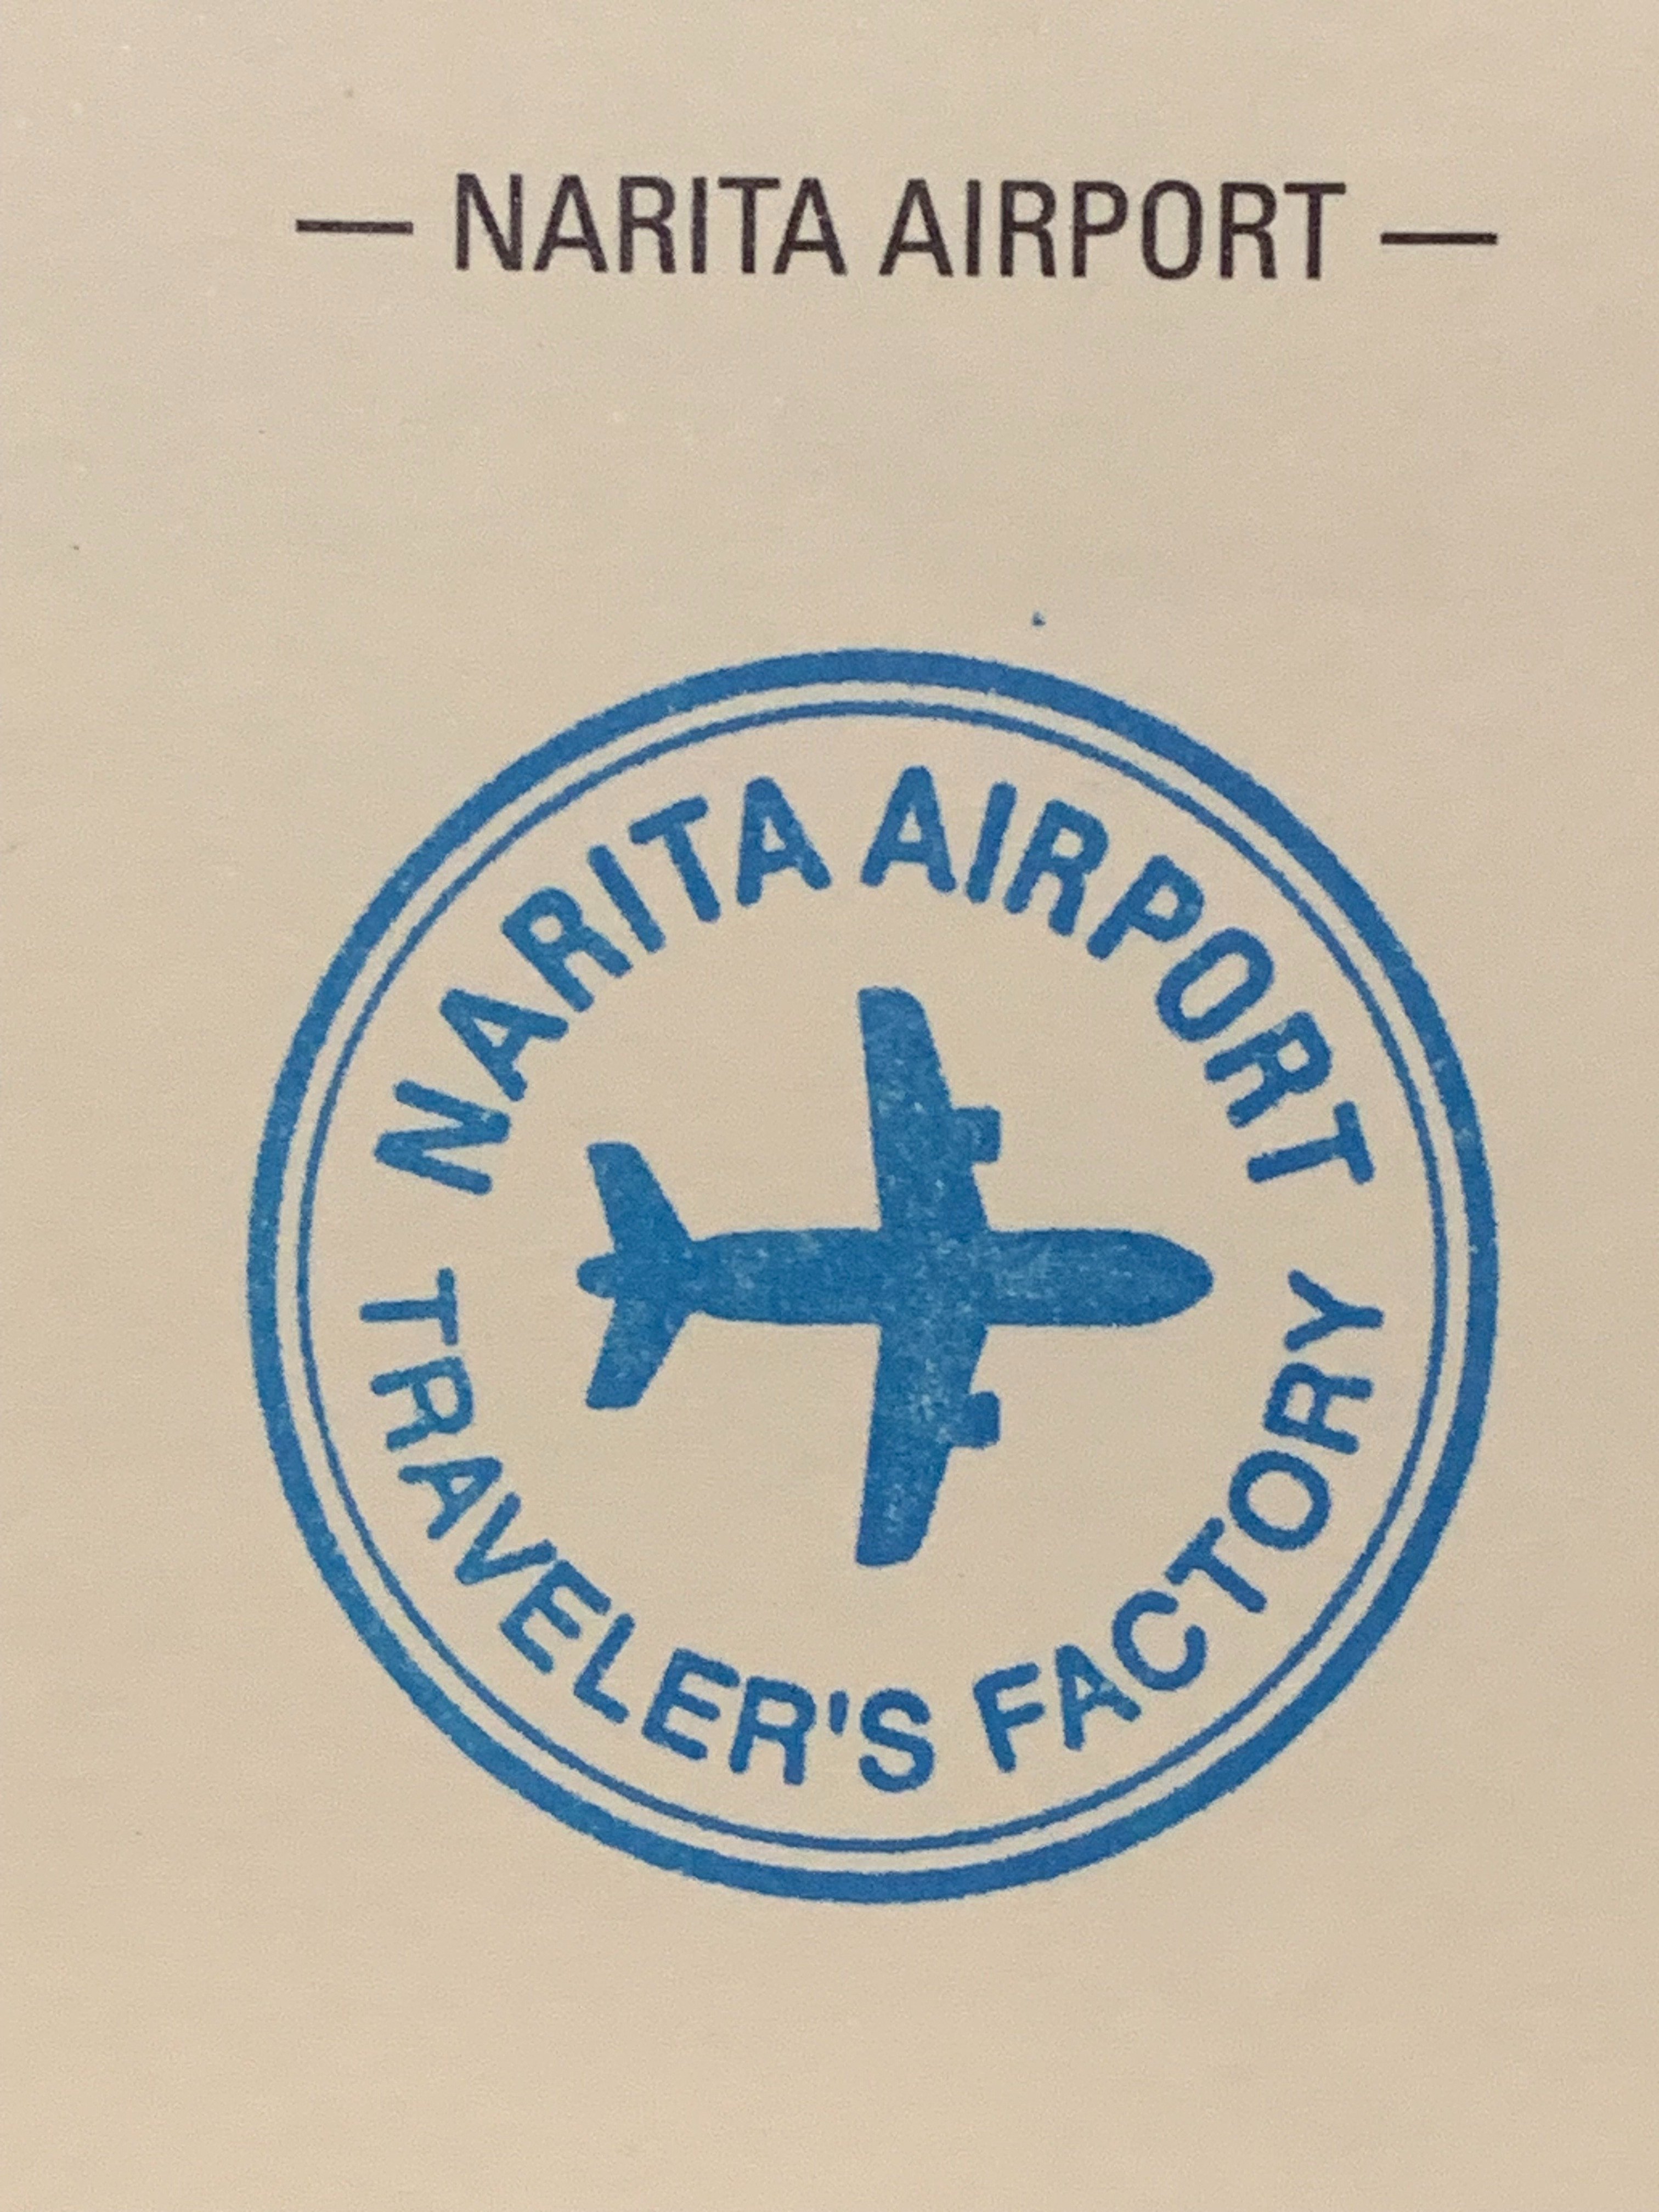 — NARITA AIRPORT —
NARITA AIRPORT
TRAVELER'S FACTORY